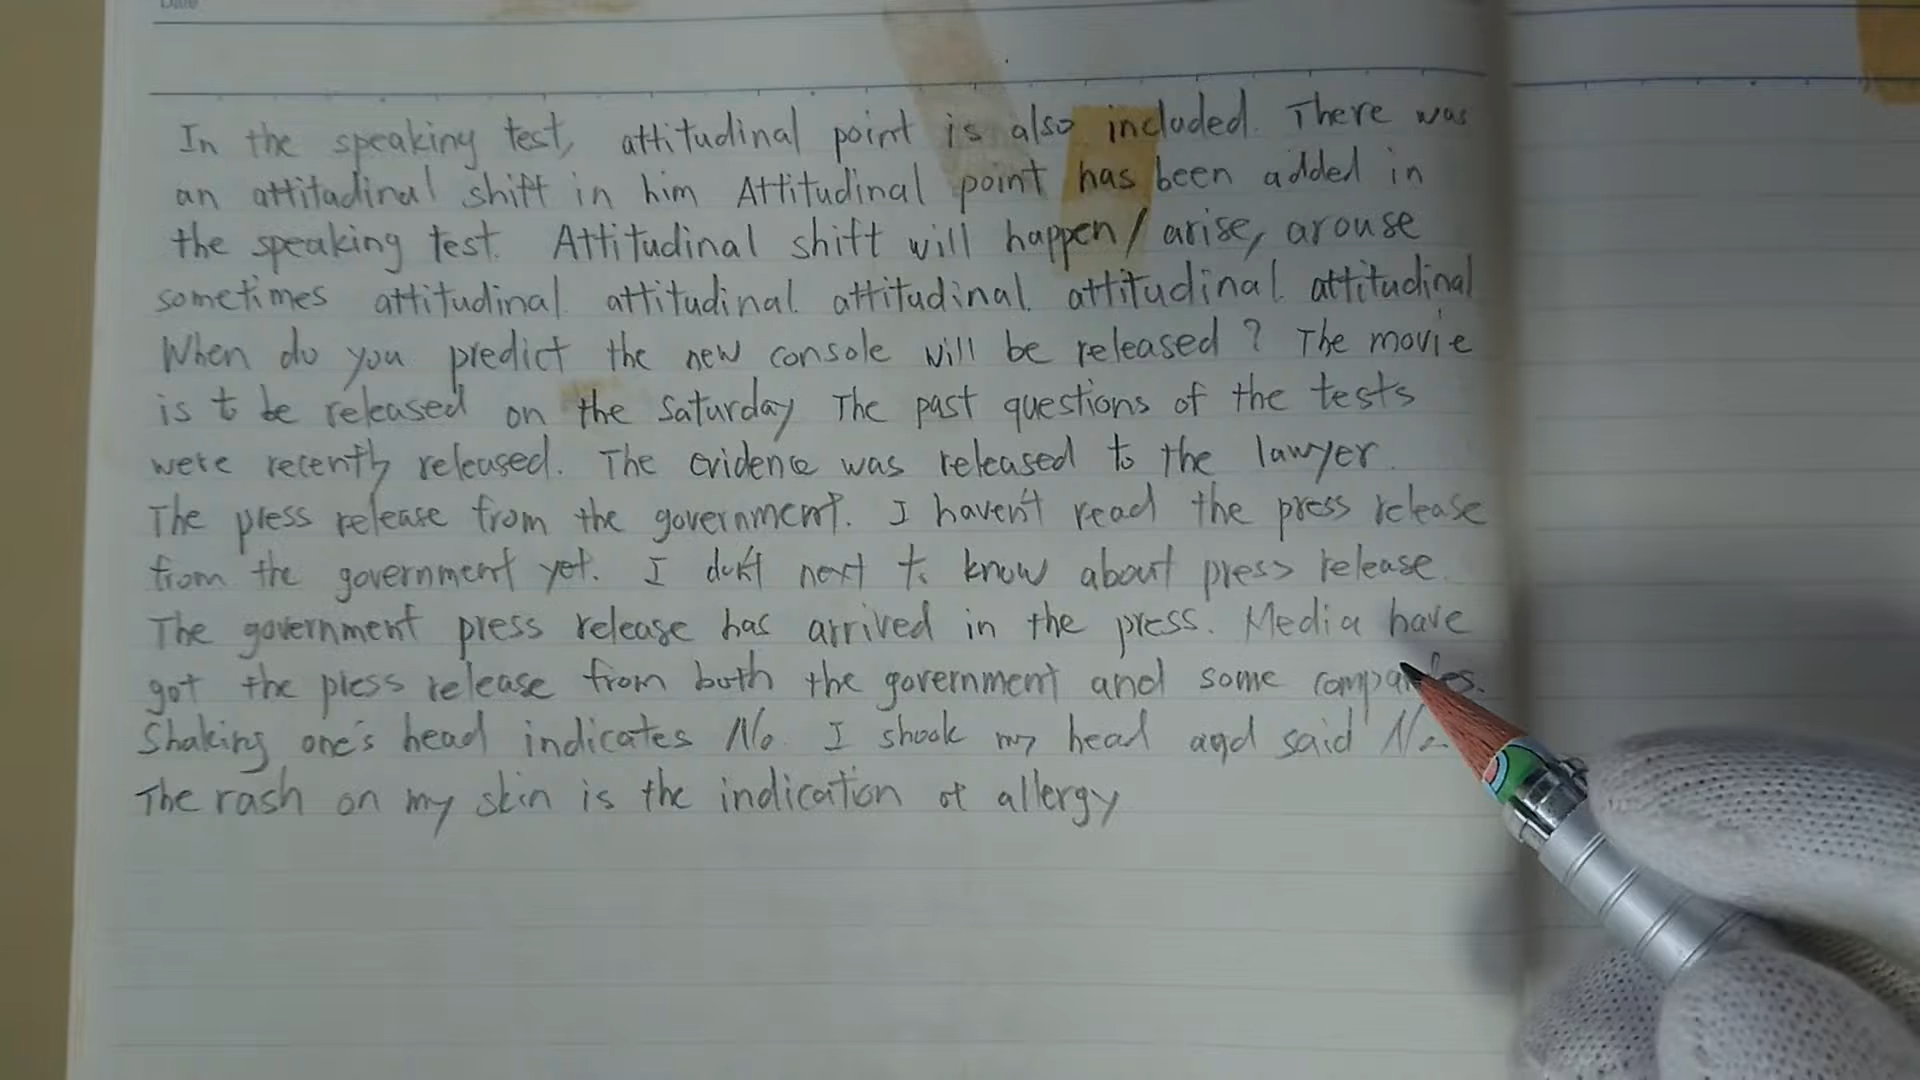 Date
In the speaking test, attitudinal point is also included. There was
an attitudinal shift in him Attitudinal point has been added in
the speaking test. Attitudinal shift will happen / arise, arouse
sometimes attitudinal. attitudinal. attitudinal. attitudinal. attitudinal
When do you predict the new console will be released? The movie
is to be released on the Saturday The past questions of the tests
were recently released. The evidence was released to the lawyer.
The press release from the government. I haven't read the press release
from the government yet. I next to know about press release.
The government press release has arrived in the press. Media have
got the press release from both the government and some companies.
Shaking one's head indicates No. I shook my head and said No
The rash on my skin is the indication of allergy